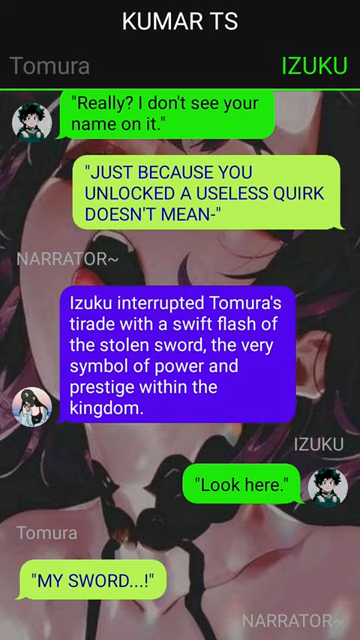 KUMAR TS
Tomura IZUKU
"Really? I don't see your
name on it."
"JUST BECAUSE YOU
UNLOCKED A USELESS QUIRK
DOESN'T MEAN-"
NARRATOR~
Izuku interrupted Tomura's
tirade with a swift flash of
the stolen sword, the very
symbol of power and
prestige within the
kingdom.
IZUKU
"Look here."
Tomura
"MY SWORD...!"
NARRATOR~